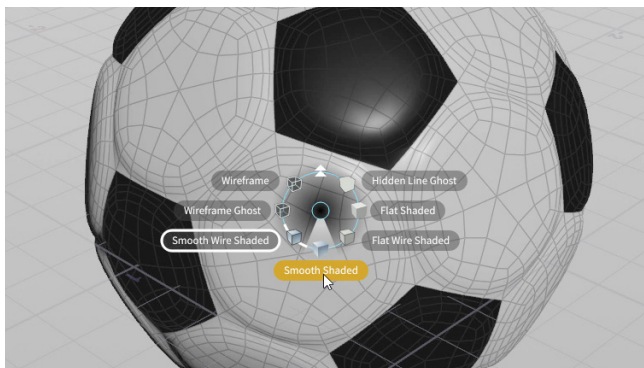 Wireframe
Hidden Line Ghost
Wireframe Ghost
Flat Shaded
Smooth Wire Shaded
Flat Wire Shaded
Smooth Shaded